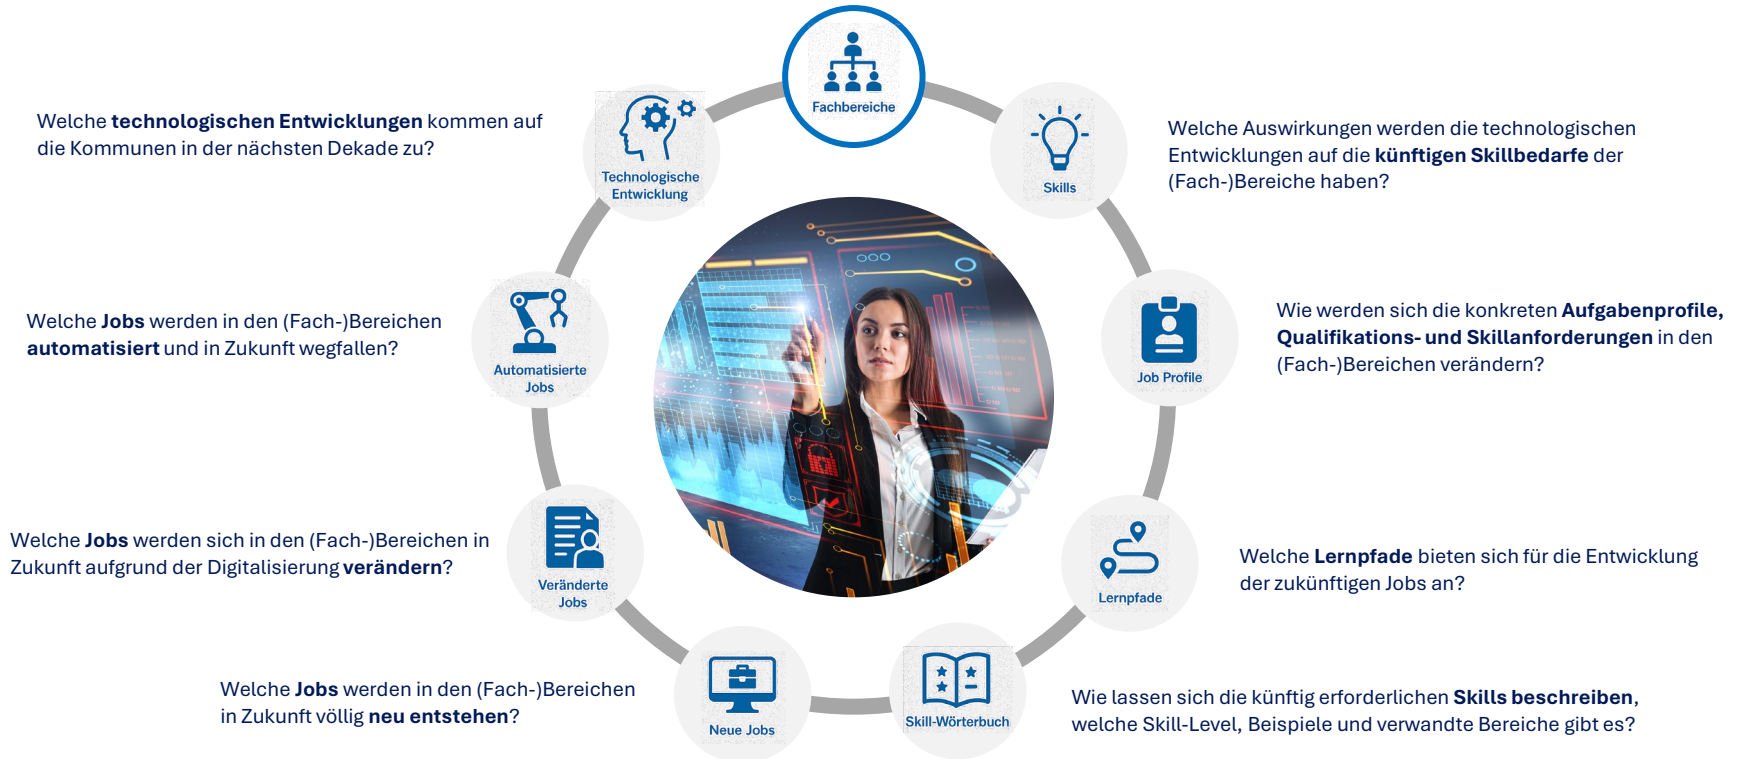 Fachbereiche
Welche technologischen Entwicklungen kommen auf
die Kommunen in der nächsten Dekade zu?
Technologische
Entwicklung
Skills
Welche Auswirkungen werden die technologischen
Entwicklungen auf die künftigen Skillbedarfe der
(Fach-)Bereiche haben?
Welche Jobs werden in den (Fach-)Bereichen
automatisiert und in Zukunft wegfallen?
Automatisierte
Jobs
Job Profile
Wie werden sich die konkreten Aufgabenprofile,
Qualifikations- und Skillanforderungen in den
(Fach-)Bereichen verändern?
Welche Jobs werden sich in den (Fach-)Bereichen in
Zukunft aufgrund der Digitalisierung verändern?
Veränderte
Jobs
Lernpfade
Welche Lernpfade bieten sich für die Entwicklung
der zukünftigen Jobs an?
Welche Jobs werden in den (Fach-)Bereichen
in Zukunft völlig neu entstehen?
Neue Jobs
Skill-Wörterbuch
Wie lassen sich die künftig erforderlichen Skills beschreiben,
welche Skill-Level, Beispiele und verwandte Bereiche gibt es?